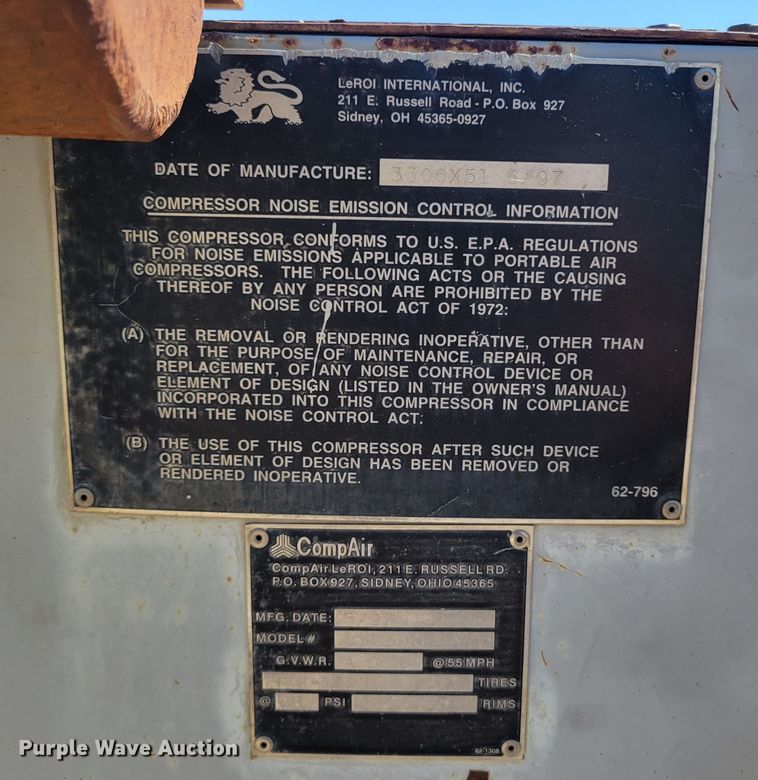 LeROI INTERNATIONAL, INC.
211 E. Russell Road - P.O. Box 927
Sidney, OH 45365-0927
DATE OF MANUFACTURE: 3306X51 6/97
COMPRESSOR NOISE EMISSION CONTROL INFORMATION
THIS COMPRESSOR CONFORMS TO U.S. E.P.A. REGULATIONS
FOR NOISE EMISSIONS APPLICABLE TO PORTABLE AIR
COMPRESSORS. THE FOLLOWING ACTS OR THE CAUSING
THEREOF BY ANY PERSON ARE PROHIBITED BY THE
NOISE CONTROL ACT OF 1972:
(A) THE REMOVAL OR RENDERING INOPERATIVE, OTHER THAN
FOR THE PURPOSE OF MAINTENANCE, REPAIR, OR
REPLACEMENT, OF ANY NOISE CONTROL DEVICE OR
ELEMENT OF DESIGN (LISTED IN THE OWNER'S MANUAL)
INCORPORATED INTO THIS COMPRESSOR IN COMPLIANCE
WITH THE NOISE CONTROL ACT.
(B) THE USE OF THIS COMPRESSOR AFTER SUCH DEVICE
OR ELEMENT OF DESIGN HAS BEEN REMOVED OR
RENDERED INOPERATIVE.
62-796
CompAir
CompAir LeROI, 211 E. RUSSELL RD.
P.O. BOX 927, SIDNEY, OHIO 45365
MFG. DATE:
MODEL #
G.V.W.R. @ 55 MPH
TIRES
@ PSI RIMS
62-1308
Purple Wave Auction